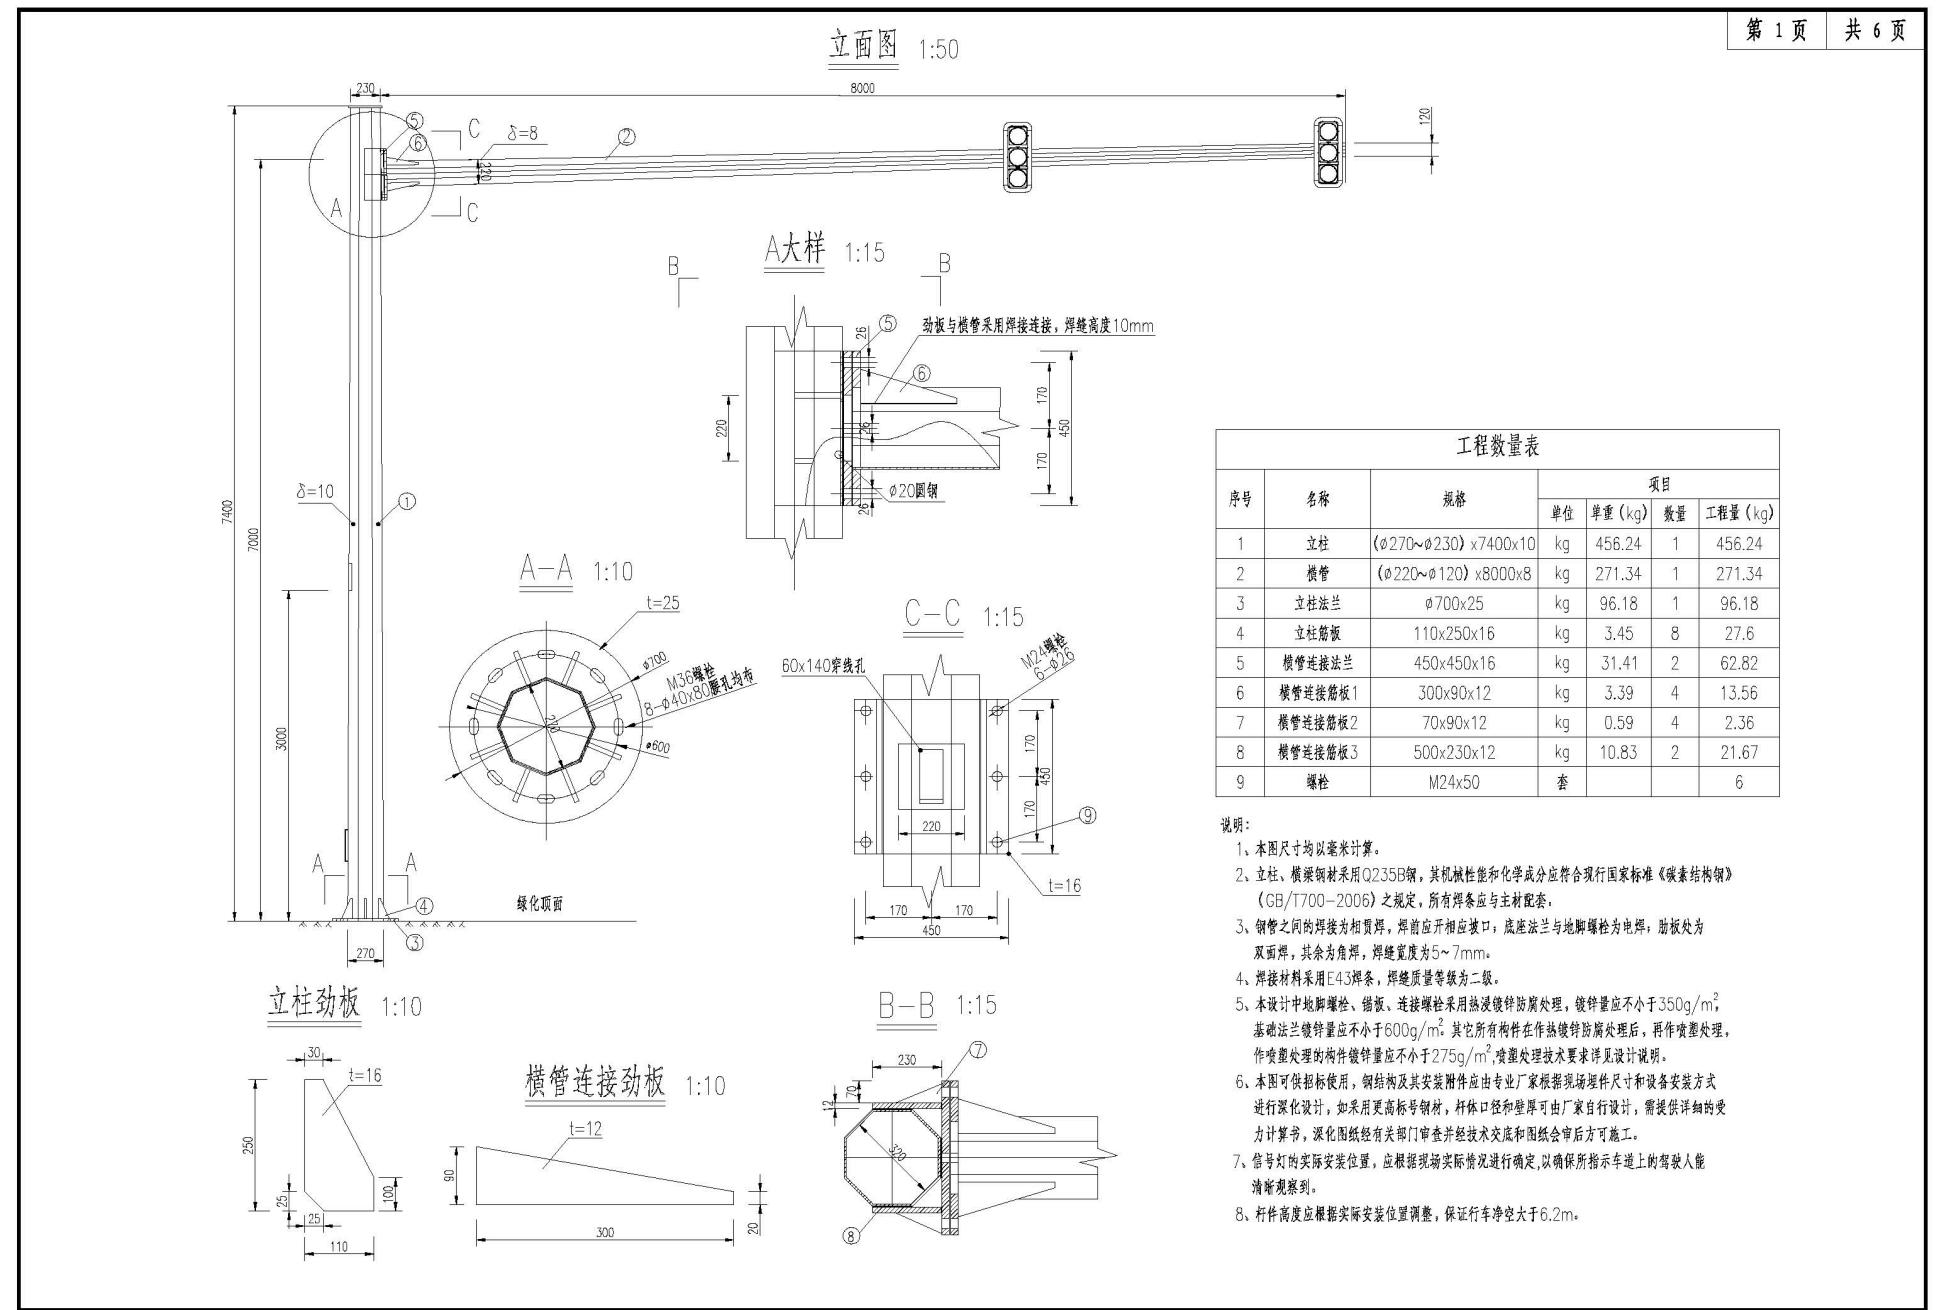 第 1 页 共 6 页
立面图 1:50
230
8000
120
⑤
⑥
C
δ=8
②
220
A
C
7400
7000
3000
δ=10
①
A
A
④
③
270
绿化顶面
A大样 1:15
B
B
⑤
26
劲板与横管采用焊接连接，焊缝高度10mm
⑥
220
26
170
170
450
ø20圆钢
26
A-A 1:10
t=25
ø700
M36螺栓
8-ø40x80腰孔均布
270
ø600
C-C 1:15
60x140穿线孔
M24螺栓
6-ø26
170
170
450
220
⑨
t=16
170
170
450
立柱劲板 1:10
30
t=16
250
25
25
100
110
横管连接劲板 1:10
t=12
90
20
300
B-B 1:15
230
⑦
70
12
320
⑧
工程数量表
序号 名称 规格 项目
单位 单重(kg) 数量 工程量(kg)
1 立柱 (ø270~ø230) x7400x10 kg 456.24 1 456.24
2 横管 (ø220~ø120) x8000x8 kg 271.34 1 271.34
3 立柱法兰 ø700x25 kg 96.18 1 96.18
4 立柱筋板 110x250x16 kg 3.45 8 27.6
5 横管连接法兰 450x450x16 kg 31.41 2 62.82
6 横管连接筋板1 300x90x12 kg 3.39 4 13.56
7 横管连接筋板2 70x90x12 kg 0.59 4 2.36
8 横管连接筋板3 500x230x12 kg 10.83 2 21.67
9 螺栓 M24x50 套 6
说明：
1、本图尺寸均以毫米计算。
2、立柱、横梁钢材采用Q235B钢，其机械性能和化学成分应符合现行国家标准《碳素结构钢》
（GB/T700-2006）之规定，所有焊条应与主材配套。
3、钢管之间的焊接为相贯焊，焊前应开相应坡口；底座法兰与地脚螺栓为电焊；肋板处为
双面焊，其余为角焊，焊缝宽度为5~7mm。
4、焊接材料采用E43焊条，焊缝质量等级为二级。
5、本设计中地脚螺栓、锚板、连接螺栓采用热浸镀锌防腐处理，镀锌量应不小于350g/m²，
基础法兰镀锌量应不小于600g/m²。其它所有构件在作热镀锌防腐处理后，再作喷塑处理，
作喷塑处理的构件镀锌量应不小于275g/m²,喷塑处理技术要求详见设计说明。
6、本图可供招标使用，钢结构及其安装附件应由专业厂家根据现场埋件尺寸和设备安装方式
进行深化设计，如采用更高标号钢材，杆体口径和壁厚可由厂家自行设计，需提供详细的受
力计算书，深化图纸经有关部门审查并经技术交底和图纸会审后方可施工。
7、信号灯的实际安装位置，应根据现场实际情况进行确定,以确保所指示车道上的驾驶人能
清晰观察到。
8、杆件高度应根据实际安装位置调整，保证行车净空大于6.2m。